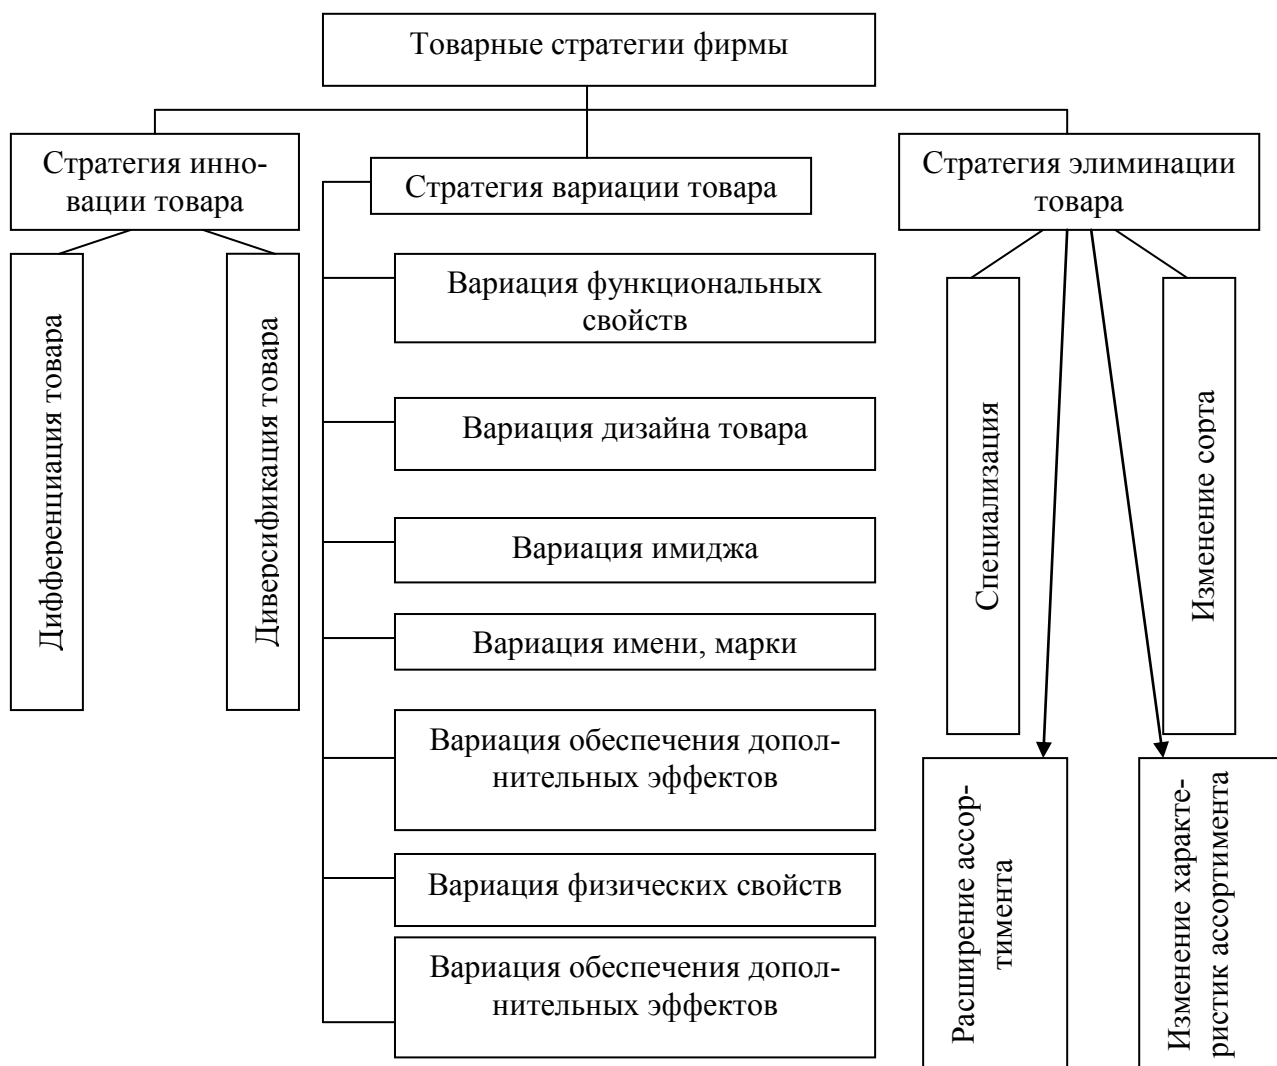 Товарные стратегии фирмы
Стратегия инно-
вации товара
Стратегия вариации товара
Стратегия элиминации
товара
Дифференциация товара
Диверсификация товара
Вариация функциональных
свойств
Вариация дизайна товара
Вариация имиджа
Вариация имени, марки
Вариация обеспечения допол-
нительных эффектов
Вариация физических свойств
Вариация обеспечения допол-
нительных эффектов
Специализация
Изменение сорта
Расширение ассор-
тимента
Изменение характе-
ристик ассортимента